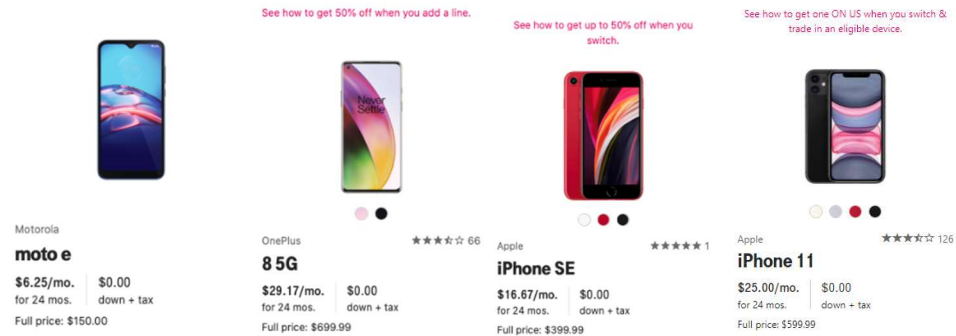 See how to get 50% off when you add a line.
See how to get up to 50% off when you
switch.
See how to get one ON US when you switch &
trade in an eligible device.
Never
Settle
Motorola
moto e
$6.25/mo.
for 24 mos.
$0.00
down + tax
Full price: $150.00
OnePlus
66
8 5G
$29.17/mo.
for 24 mos.
$0.00
down + tax
Full price: $699.99
Apple
1
iPhone SE
$16.67/mo.
for 24 mos.
$0.00
down + tax
Full price: $399.99
Apple
126
iPhone 11
$25.00/mo.
for 24 mos.
$0.00
down + tax
Full price: $599.99